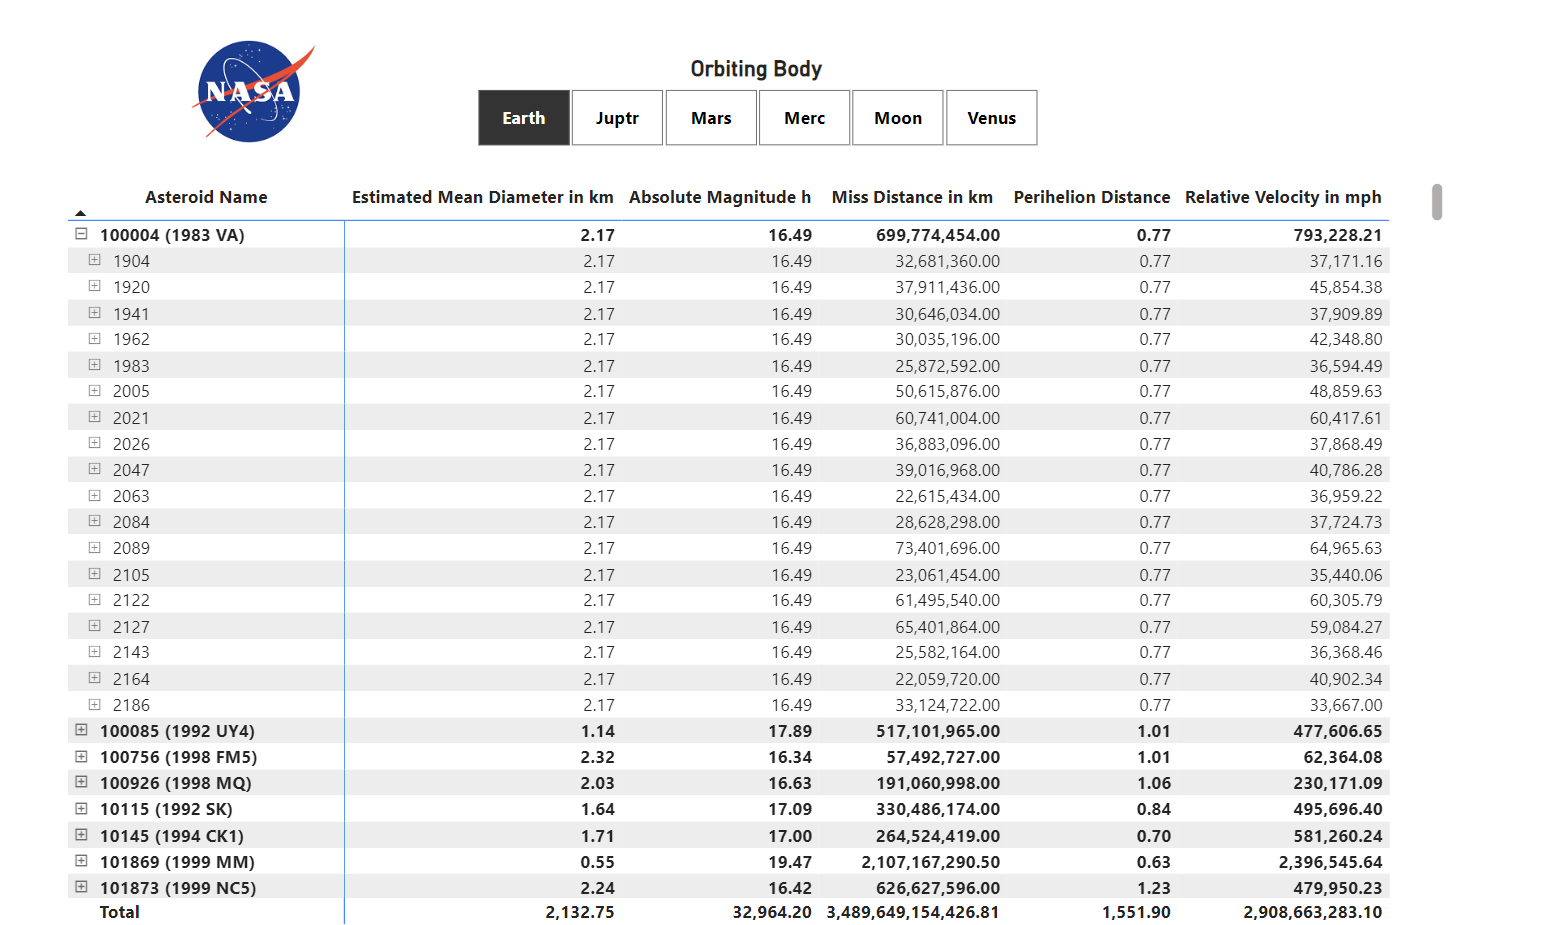 NASA
Orbiting Body
Earth Juptr Mars Merc Moon Venus
Asteroid Name Estimated Mean Diameter in km Absolute Magnitude h Miss Distance in km Perihelion Distance Relative Velocity in mph
100004 (1983 VA) 2.17 16.49 699,774,454.00 0.77 793,228.21
1904 2.17 16.49 32,681,360.00 0.77 37,171.16
1920 2.17 16.49 37,911,436.00 0.77 45,854.38
1941 2.17 16.49 30,646,034.00 0.77 37,909.89
1962 2.17 16.49 30,035,196.00 0.77 42,348.80
1983 2.17 16.49 25,872,592.00 0.77 36,594.49
2005 2.17 16.49 50,615,876.00 0.77 48,859.63
2021 2.17 16.49 60,741,004.00 0.77 60,417.61
2026 2.17 16.49 36,883,096.00 0.77 37,868.49
2047 2.17 16.49 39,016,968.00 0.77 40,786.28
2063 2.17 16.49 22,615,434.00 0.77 36,959.22
2084 2.17 16.49 28,628,298.00 0.77 37,724.73
2089 2.17 16.49 73,401,696.00 0.77 64,965.63
2105 2.17 16.49 23,061,454.00 0.77 35,440.06
2122 2.17 16.49 61,495,540.00 0.77 60,305.79
2127 2.17 16.49 65,401,864.00 0.77 59,084.27
2143 2.17 16.49 25,582,164.00 0.77 36,368.46
2164 2.17 16.49 22,059,720.00 0.77 40,902.34
2186 2.17 16.49 33,124,722.00 0.77 33,667.00
100085 (1992 UY4) 1.14 17.89 517,101,965.00 1.01 477,606.65
100756 (1998 FM5) 2.32 16.34 57,492,727.00 1.01 62,364.08
100926 (1998 MQ) 2.03 16.63 191,060,998.00 1.06 230,171.09
10115 (1992 SK) 1.64 17.09 330,486,174.00 0.84 495,696.40
10145 (1994 CK1) 1.71 17.00 264,524,419.00 0.70 581,260.24
101869 (1999 MM) 0.55 19.47 2,107,167,290.50 0.63 2,396,545.64
101873 (1999 NC5) 2.24 16.42 626,627,596.00 1.23 479,950.23
Total 2,132.75 32,964.20 3,489,649,154,426.81 1,551.90 2,908,663,283.10